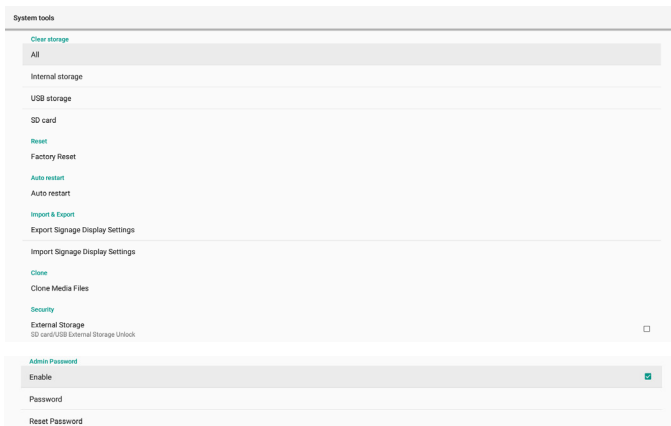 System tools
Clear storage
All
Internal storage
USB storage
SD card
Reset
Factory Reset
Auto restart
Auto restart
Import & Export
Export Signage Display Settings
Import Signage Display Settings
Clone
Clone Media Files
Security
External Storage
SD card/USB External Storage Unlock
Admin Password
Enable
Password
Reset Password